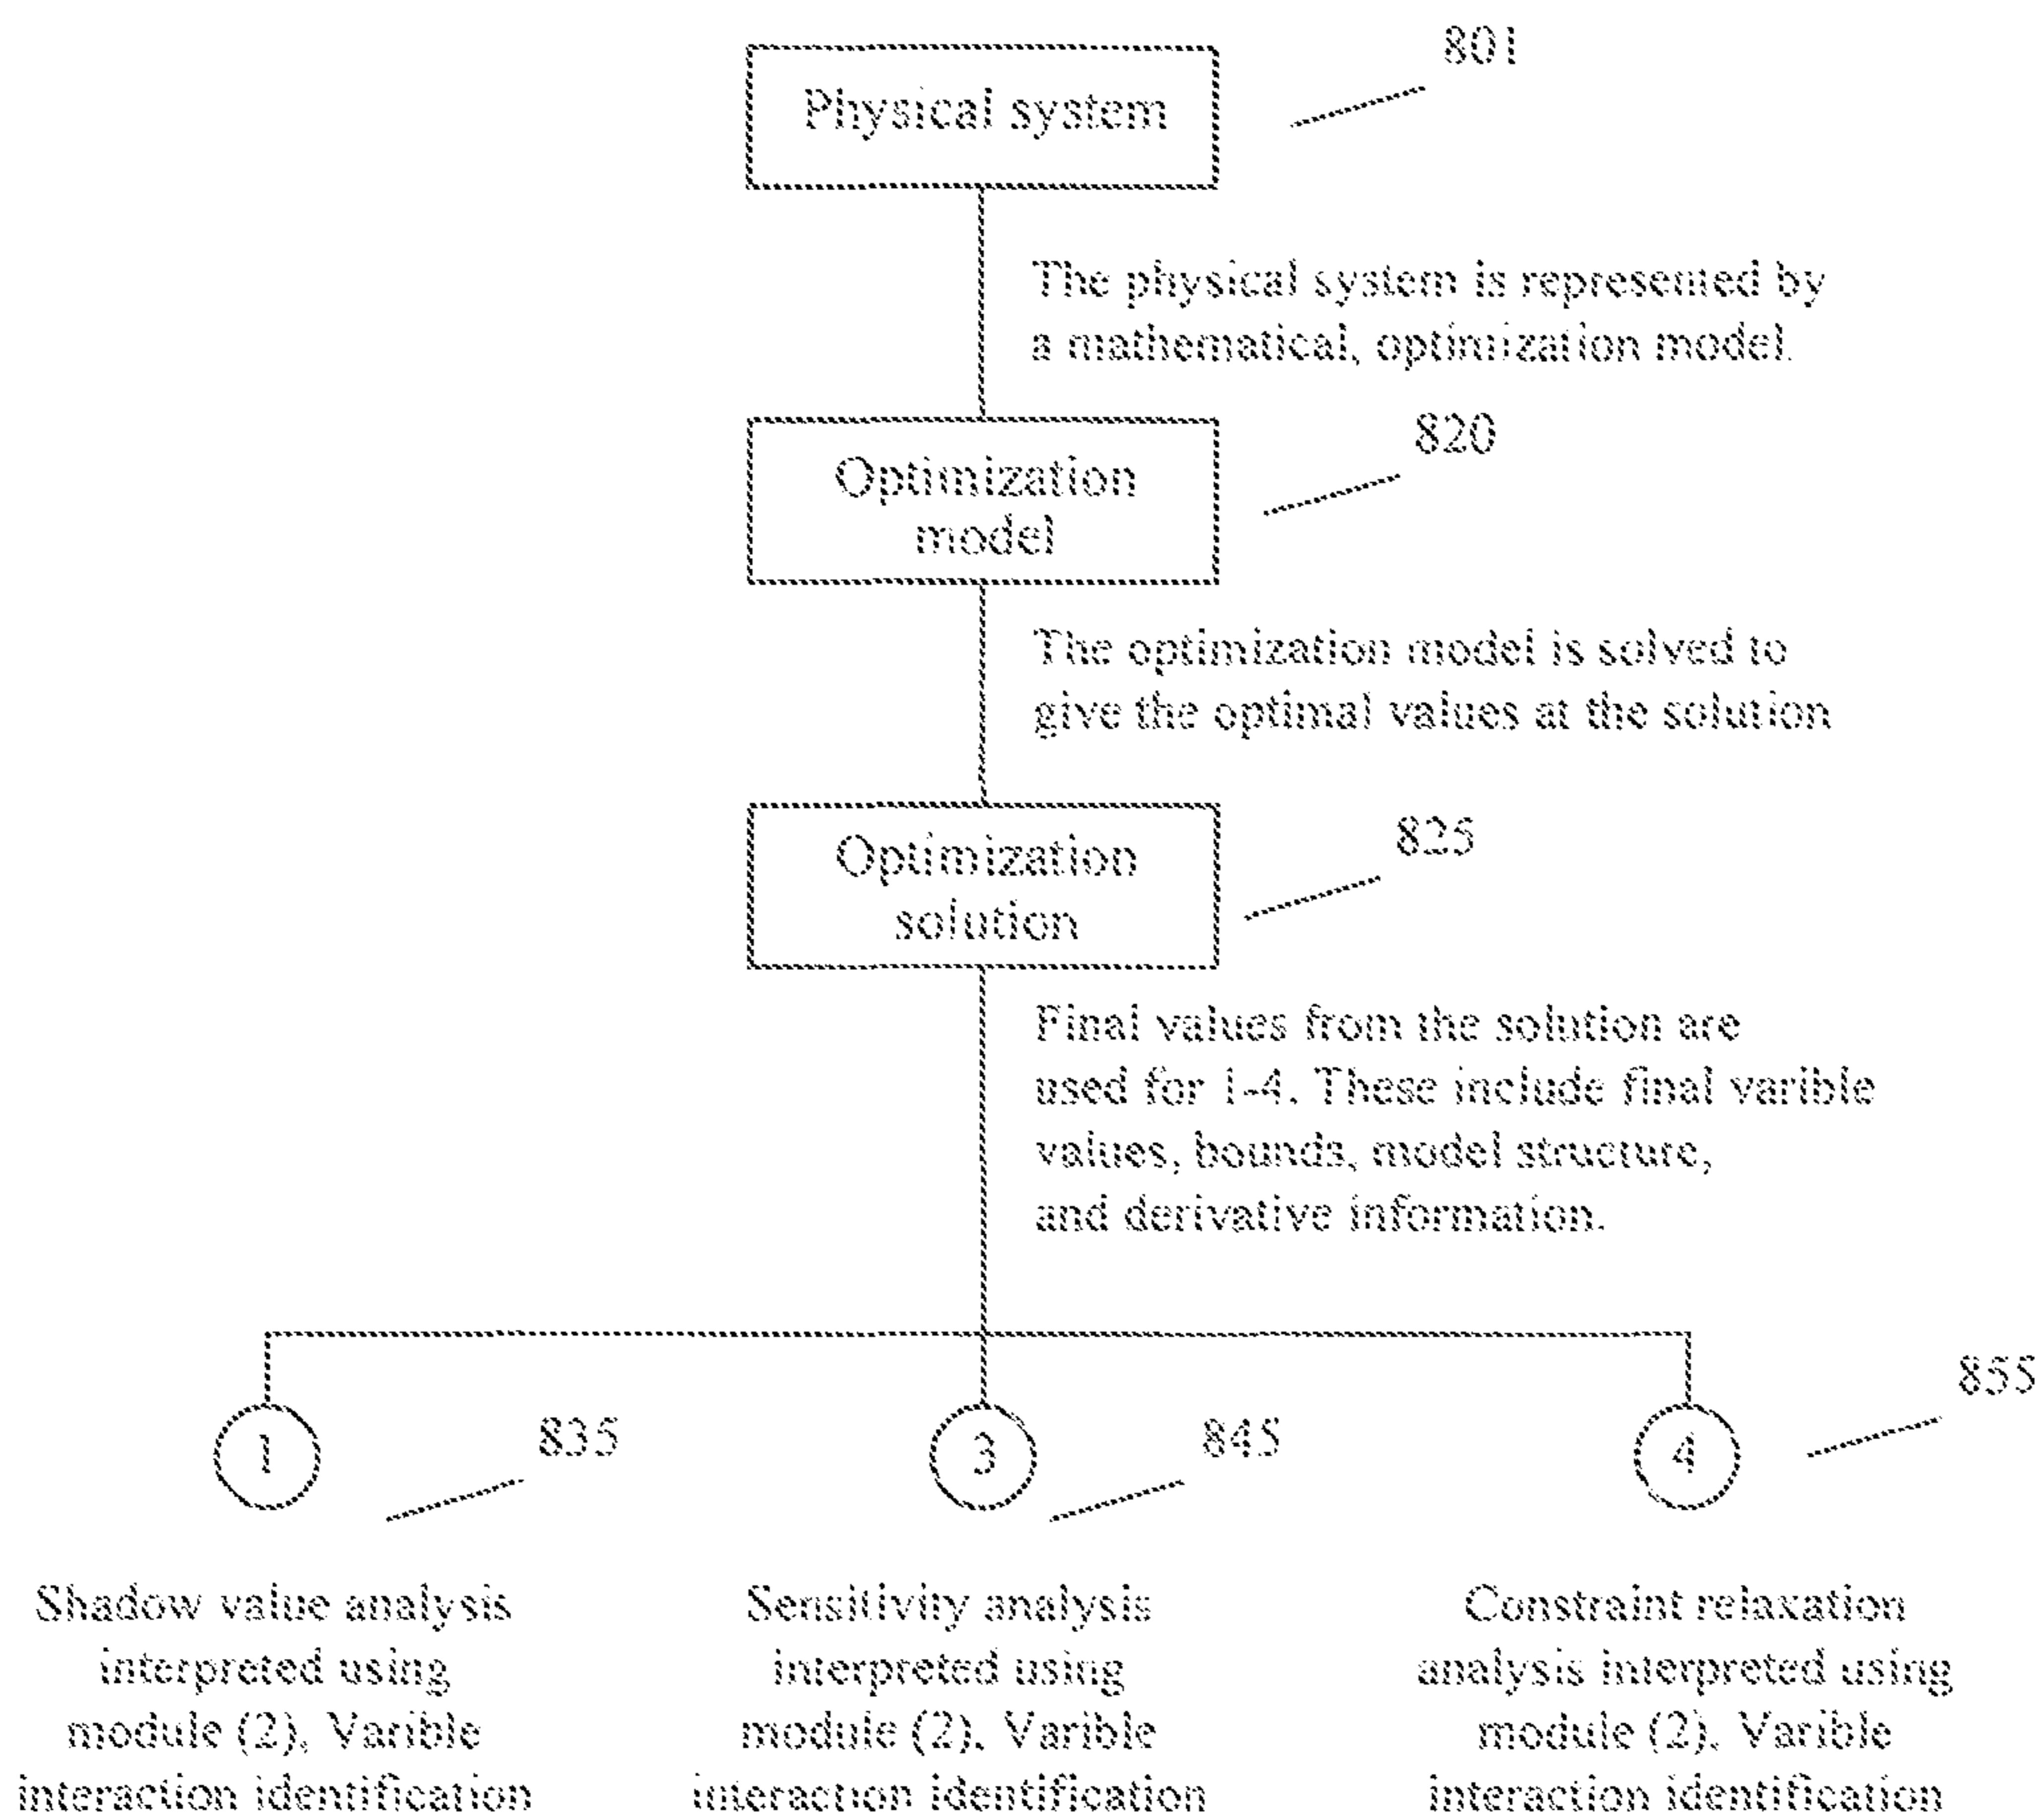 801
Physical system
The physical system is represented by
a mathematical, optimization model.
820
Optimization
model
The optimization model is solved to
give the optimal values at the solution
825
Optimization
solution
Final values from the solution are
used for 1-4. These include final varible
values, bounds, model structure,
and derivative information.
1
835
3
845
4
855
Shadow value analysis
interpreted using
module (2), Varible
interaction identification
Sensitivity analysis
interpreted using
module (2), Varible
interaction identification
Constraint relaxation
analysis interpreted using
module (2), Varible
interaction identification